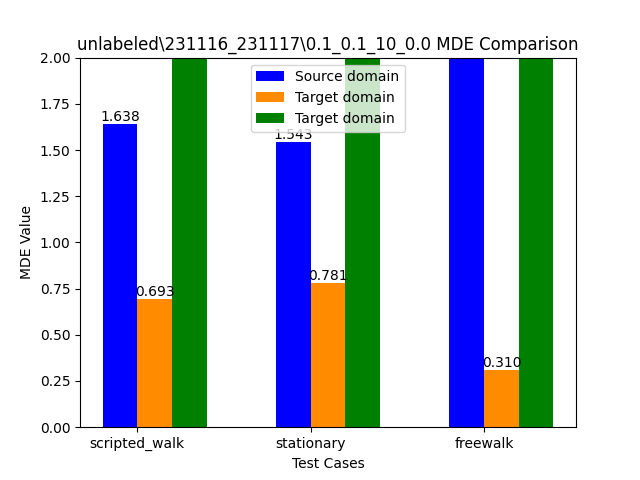 unlabeled\231116_231117\0.1_0.1_10_0.0 MDE Comparison
2.00
1.75
1.50
1.25
1.00
0.75
0.50
0.25
0.00
MDE Value
Source domain
Target domain
Target domain
1.638
0.693
1.543
0.781
0.310
scripted_walk
stationary
freewalk
Test Cases